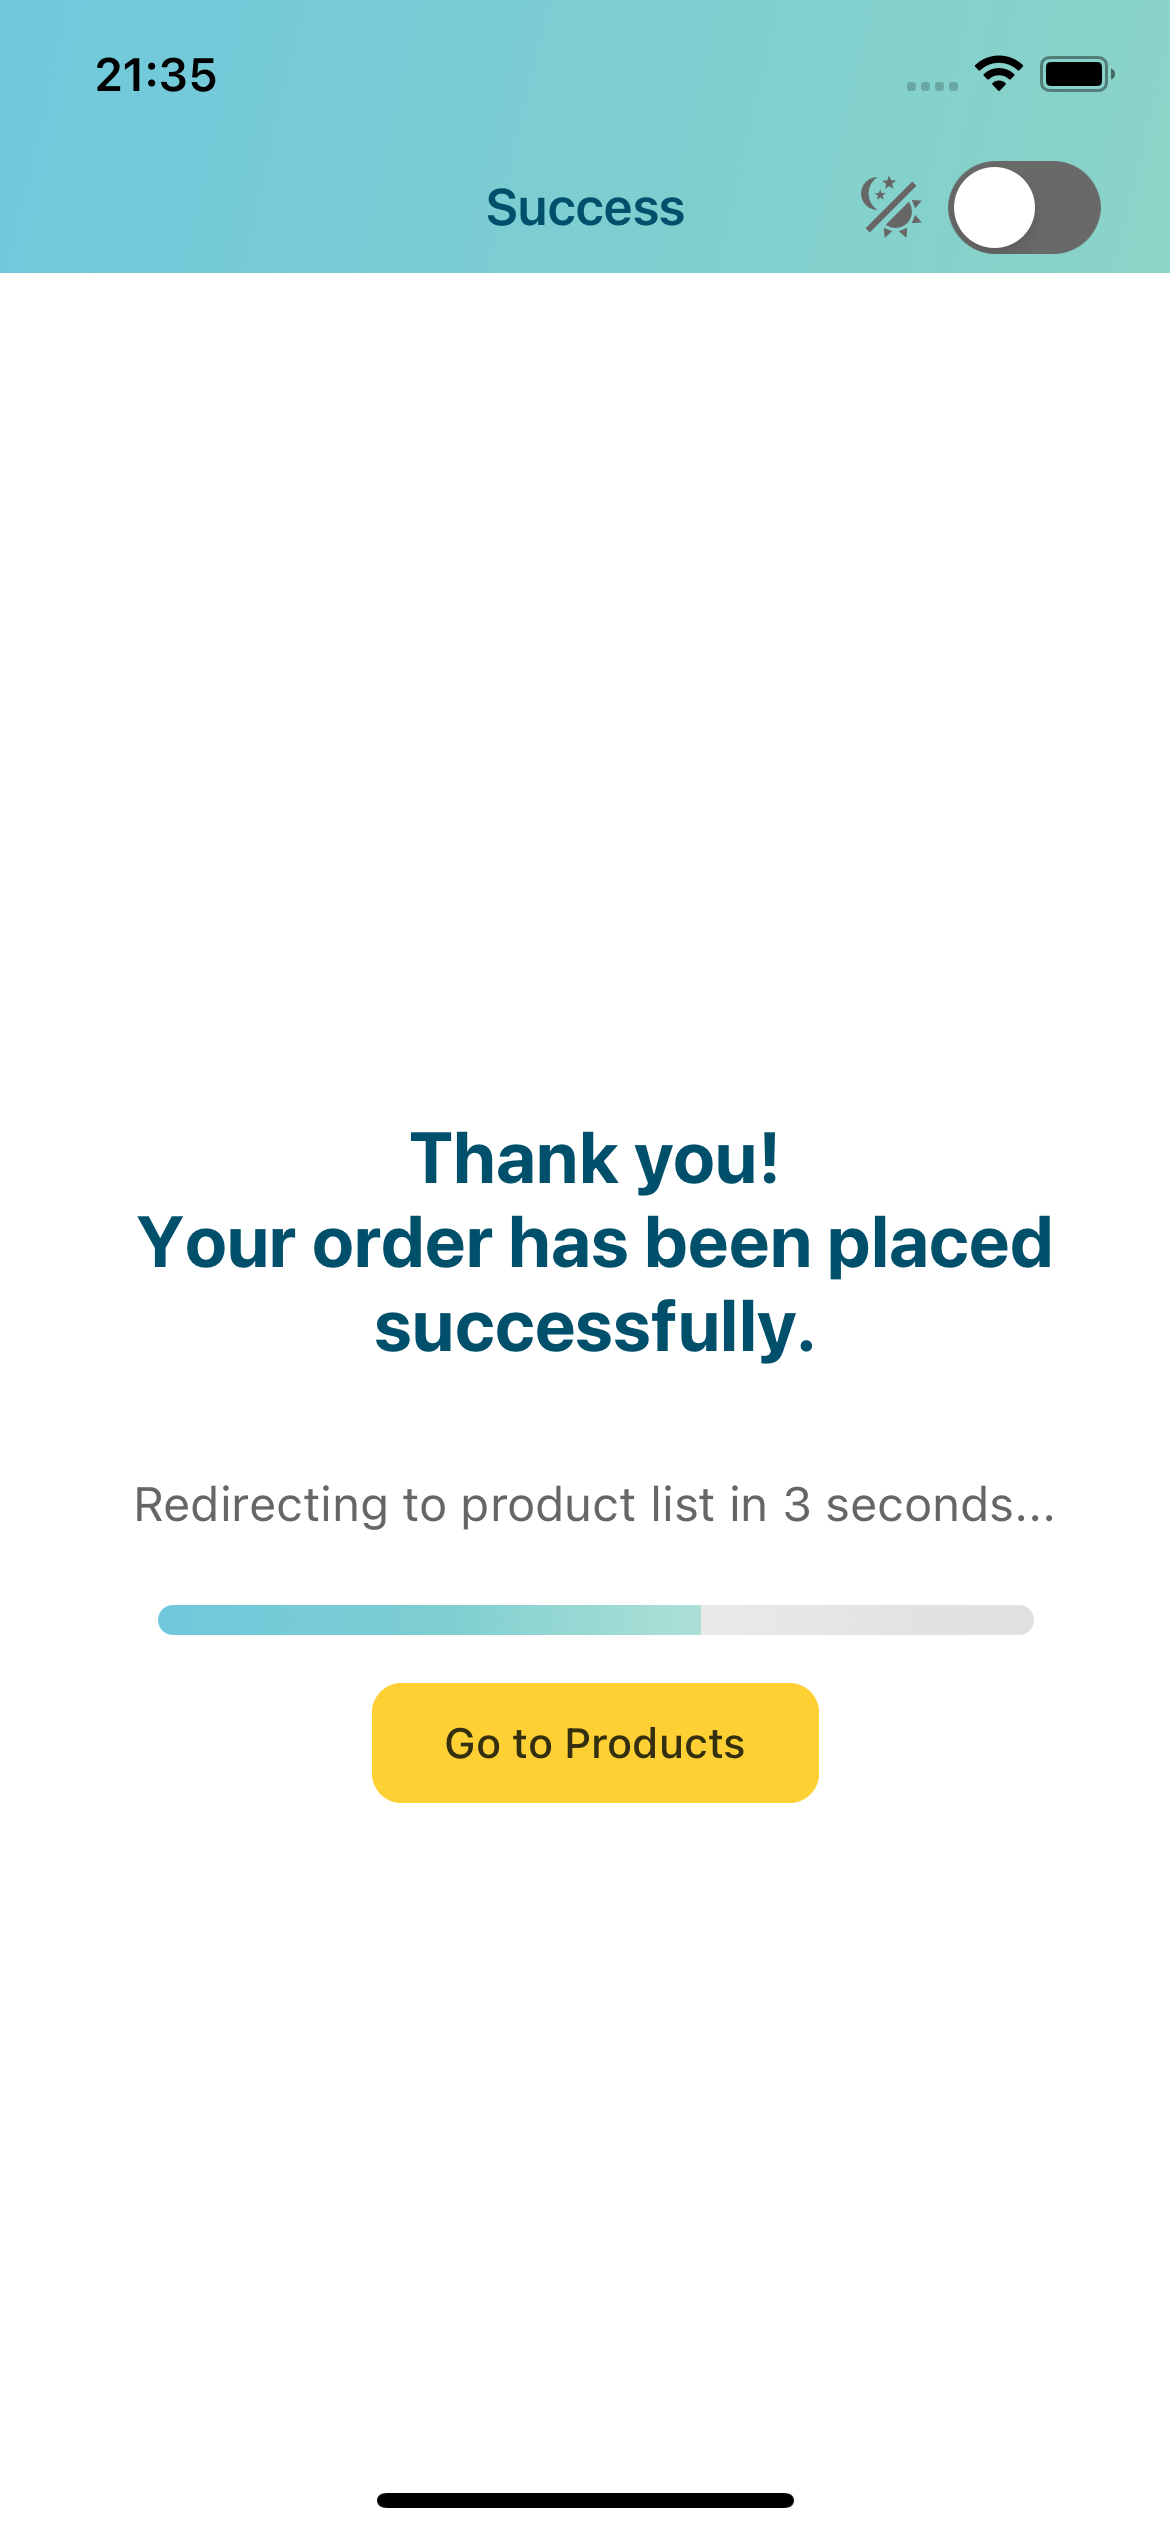 21:35
Success
Thank you!
Your order has been placed
successfully.
Redirecting to product list in 3 seconds...
Go to Products